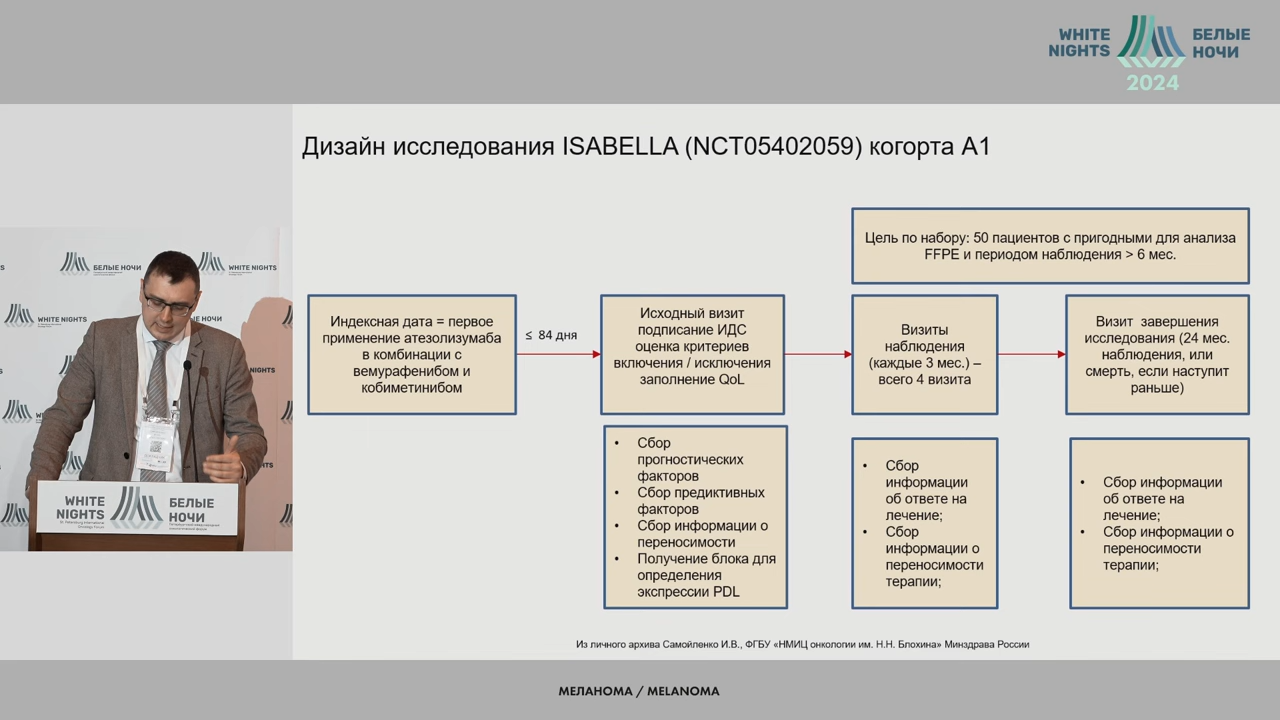 WHITE
NIGHTS
БЕЛЫЕ
НОЧИ
2024
Дизайн исследования ISABELLA (NCT05402059) когорта А1
Цель по набору: 50 пациентов с пригодными для анализа
FFPE и периодом наблюдения > 6 мес.
Индексная дата = первое
применение атезолизумаба
в комбинации с
вемурафенибом и
кобиметинибом
≤ 84 дня
Исходный визит
подписание ИДС
оценка критериев
включения / исключения
заполнение QoL
Визиты
наблюдения
(каждые 3 мес.) –
всего 4 визита
Визит завершения
исследования (24 мес.
наблюдения, или
смерть, если наступит
раньше)
• Сбор
прогностических
факторов
• Сбор предиктивных
факторов
• Сбор информации о
переносимости
• Получение блока для
определения
экспрессии PDL
• Сбор
информации
об ответе на
лечение;
• Сбор
информации о
переносимости
терапии;
• Сбор информации
об ответе на
лечение;
• Сбор информации о
переносимости
терапии;
Из личного архива Самойленко И.В., ФГБУ «НМИЦ онкологии им. Н.Н. Блохина» Минздрава России
БЕЛЫЕ НОЧИ
WHITE NIGHTS
WHITE NIGHTS
WHITE
NIGHTS
БЕЛЫЕ
НОЧИ
МЕЛАНОМА / MELANOMA